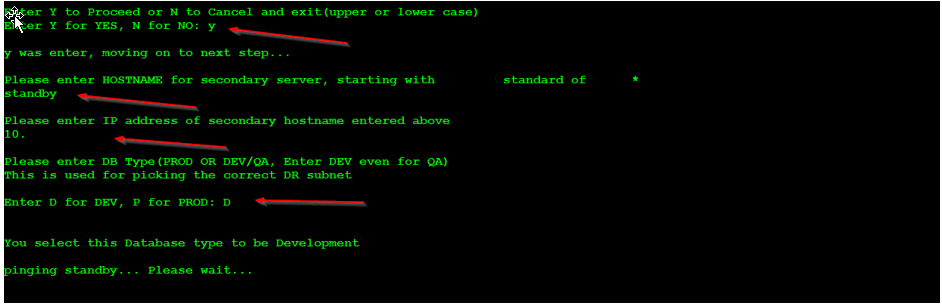 Enter Y to Proceed or N to Cancel and exit(upper or lower case)
Enter Y for YES, N for NO: y
y was enter, moving on to next step...
Please enter HOSTNAME for secondary server, starting with standard of *
standby
Please enter IP address of secondary hostname entered above
10.
Please enter DB Type(PROD OR DEV/QA, Enter DEV even for QA)
This is used for picking the correct DR subnet
Enter D for DEV, P for PROD: D
You select this Database type to be Development
pinging standby... Please wait...